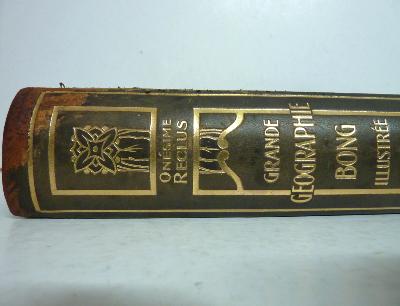 ONÉSIME
RECLUS
GRANDE
GÉOGRAPHIE
BONG
ILLUSTRÉE